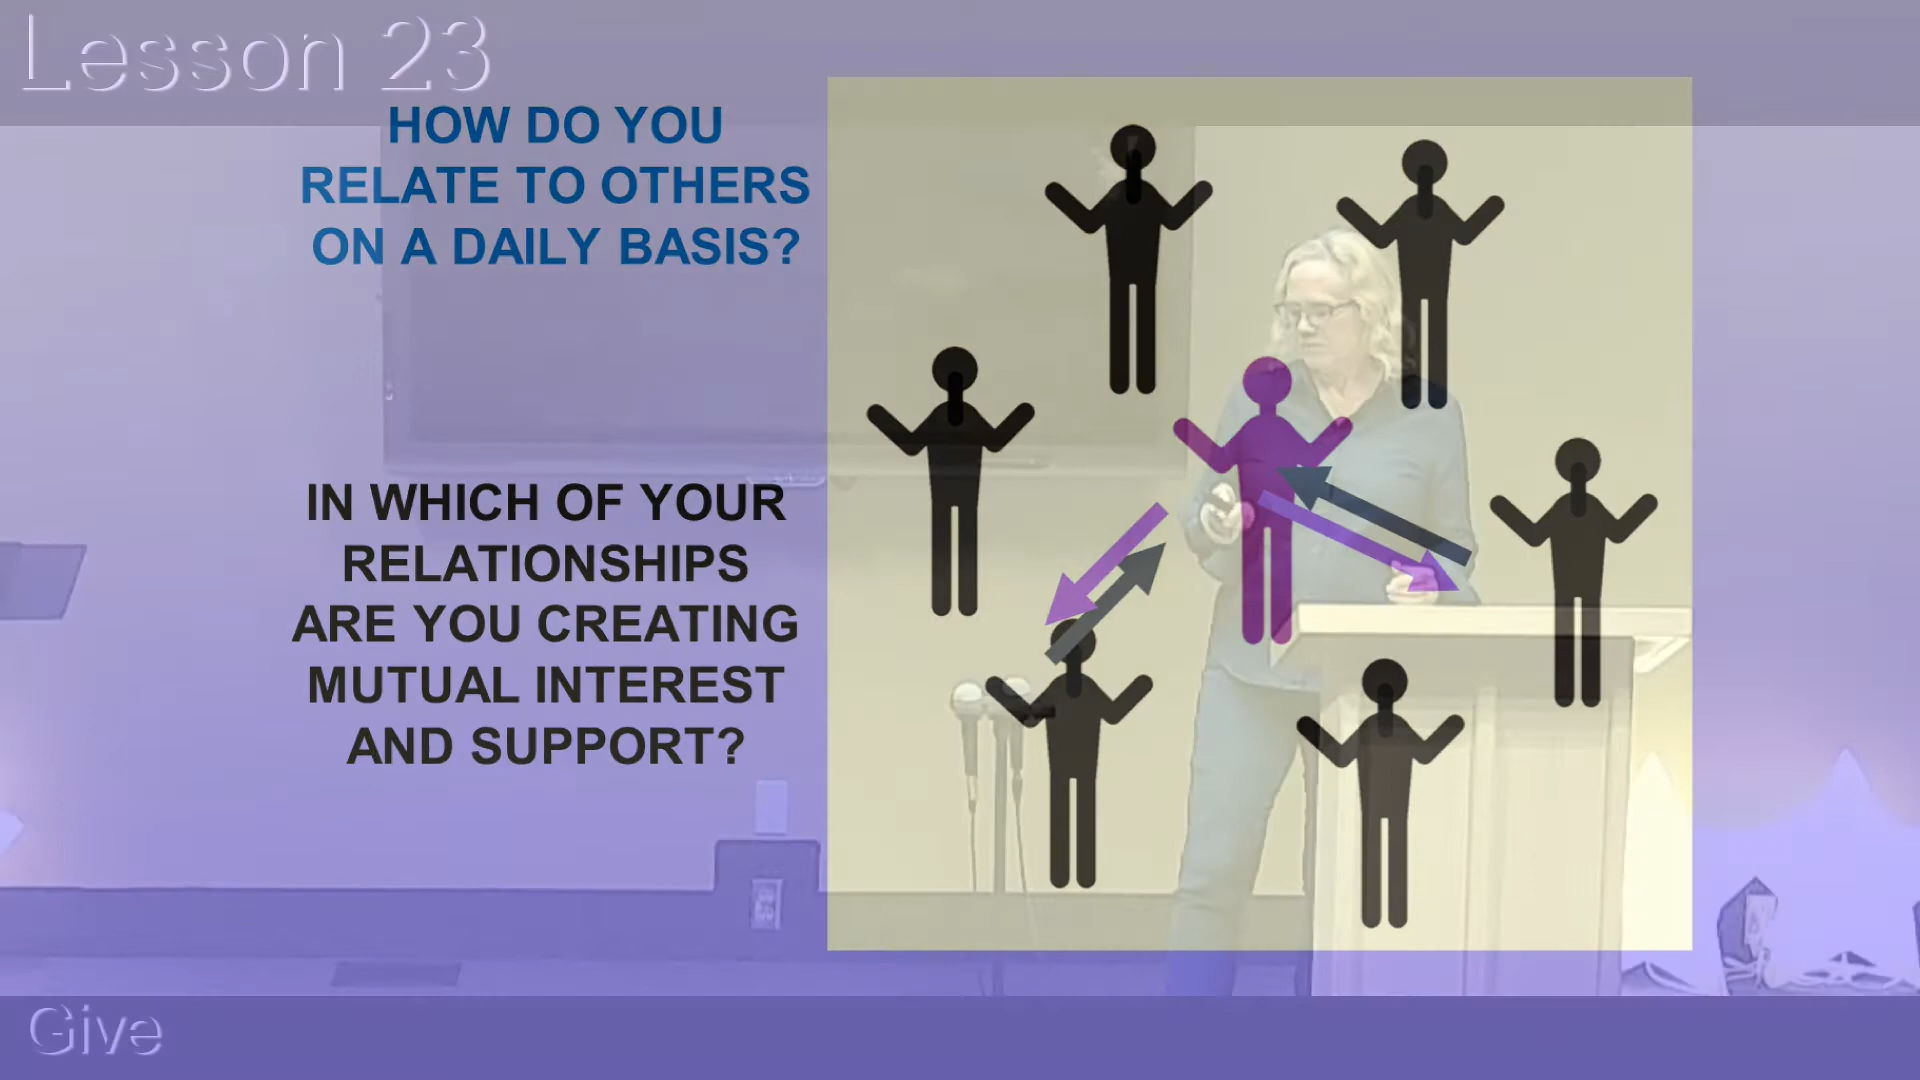 Lesson 23
HOW DO YOU
RELATE TO OTHERS
ON A DAILY BASIS?
IN WHICH OF YOUR
RELATIONSHIPS
ARE YOU CREATING
MUTUAL INTEREST
AND SUPPORT?
Give